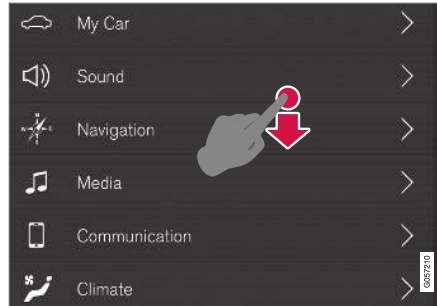 My Car
Sound
Navigation
Media
Communication
Climate
G057210